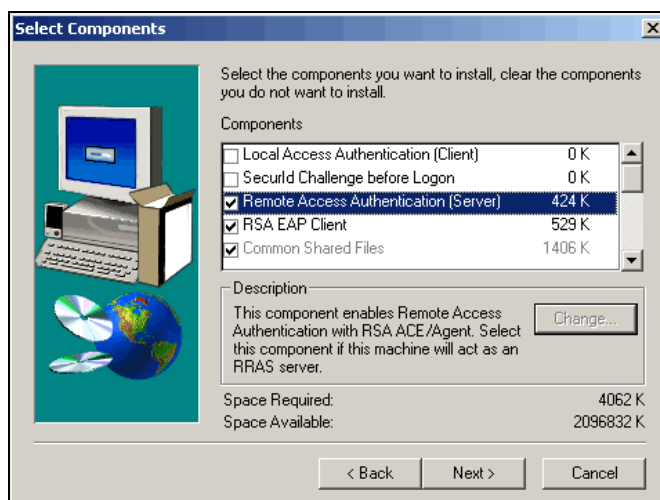 Select Components
Select the components you want to install, clear the components
you do not want to install.
Components
Local Access Authentication (Client) 0 K
SecurId Challenge before Logon 0 K
Remote Access Authentication (Server) 424 K
RSA EAP Client 529 K
Common Shared Files 1406 K
Description
This component enables Remote Access
Authentication with RSA ACE/Agent. Select
this component if this machine will act as an
RRAS server.
Change...
Space Required: 4062 K
Space Available: 2096832 K
< Back
Next >
Cancel